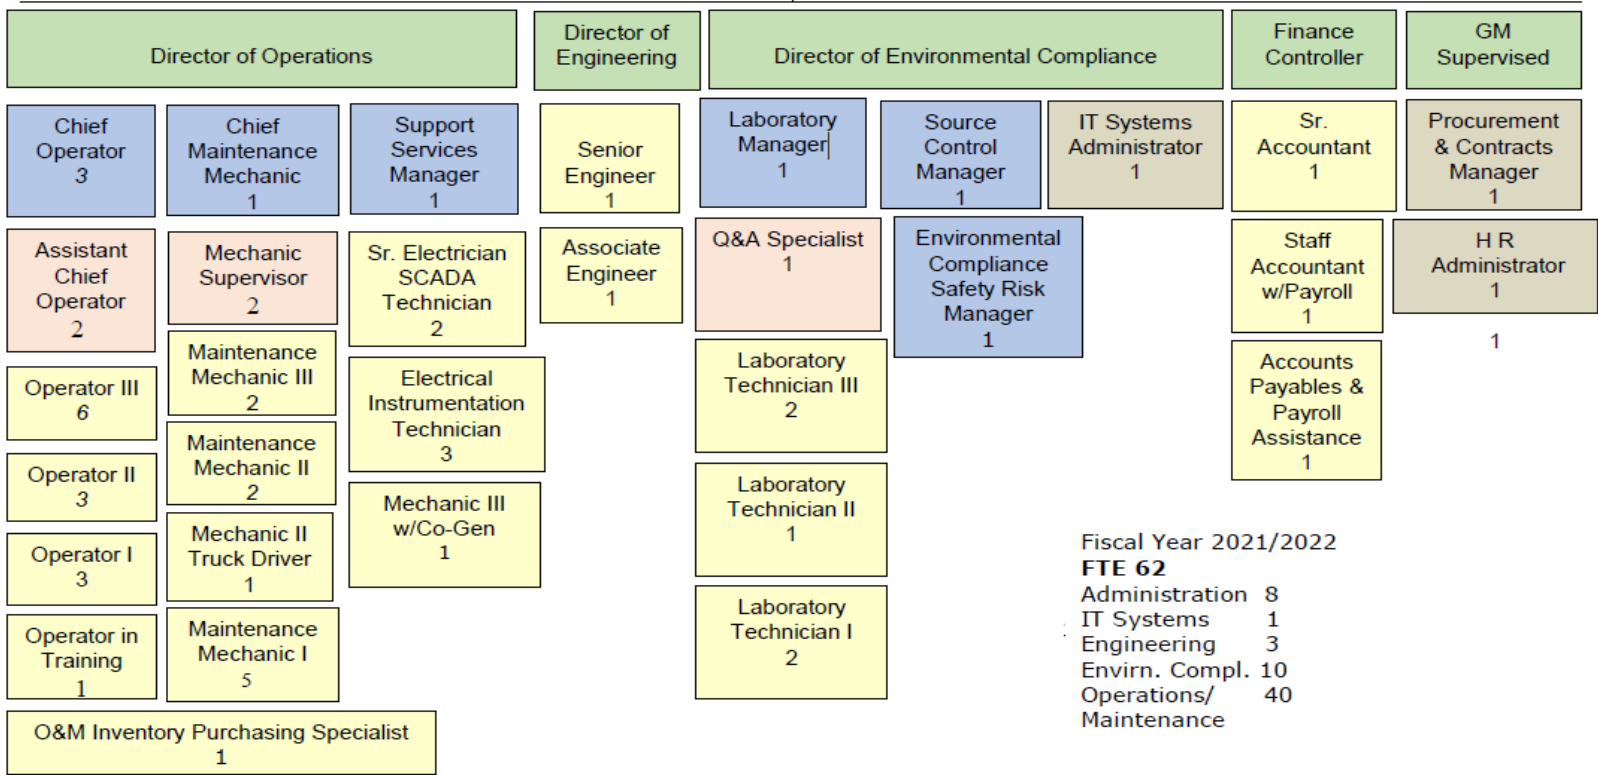 Director of Operations
Director of
Engineering
Director of Environmental Compliance
Finance
Controller
GM
Supervised
Chief
Operator
3
Chief
Maintenance
Mechanic
1
Support
Services
Manager
1
Senior
Engineer
1
Laboratory
Manager
1
Source
Control
Manager
1
IT Systems
Administrator
1
Sr.
Accountant
1
Procurement
& Contracts
Manager
1
Assistant
Chief
Operator
2
Mechanic
Supervisor
2
Sr. Electrician
SCADA
Technician
2
Associate
Engineer
1
Q&A Specialist
1
Environmental
Compliance
Safety Risk
Manager
1
Staff
Accountant
w/Payroll
1
H R
Administrator
1
1
Operator III
6
Maintenance
Mechanic III
2
Electrical
Instrumentation
Technician
3
Laboratory
Technician III
2
Accounts
Payables &
Payroll
Assistance
1
Operator II
3
Maintenance
Mechanic II
2
Mechanic III
w/Co-Gen
1
Laboratory
Technician II
1
Operator I
3
Mechanic II
Truck Driver
1
Laboratory
Technician I
2
Operator in
Training
1
Maintenance
Mechanic I
5
O&M Inventory Purchasing Specialist
1
Fiscal Year 2021/2022
FTE 62
Administration 8
IT Systems 1
Engineering 3
Envirn. Compl. 10
Operations/ 40
Maintenance